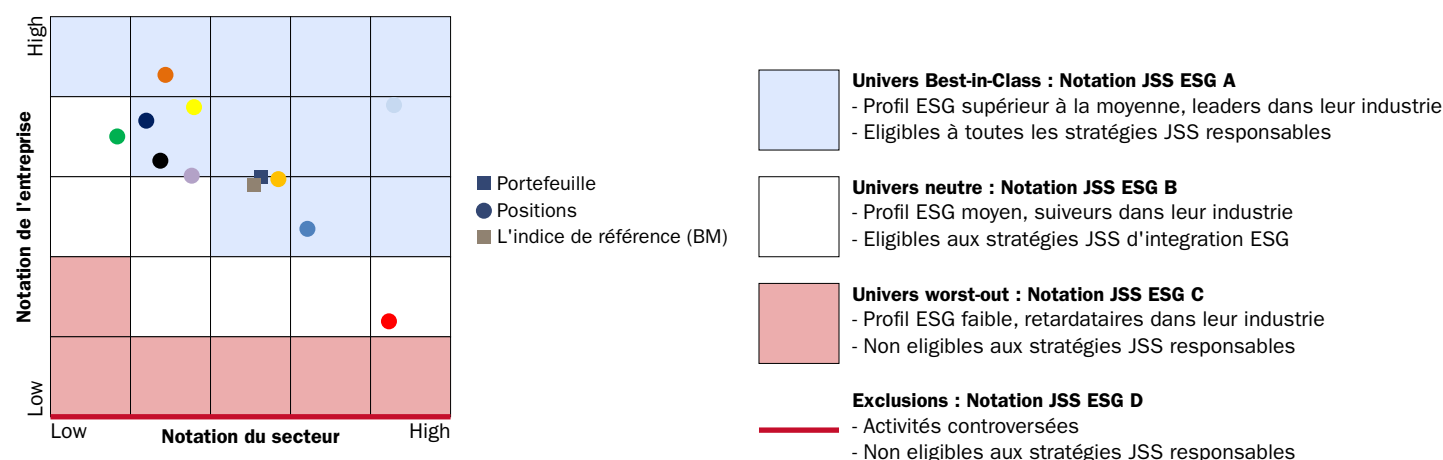 High
Notation de l'entreprise
Low
Low
Notation du secteur
High
Portefeuille
Positions
L'indice de référence (BM)
Univers Best-in-Class : Notation JSS ESG A
- Profil ESG supérieur à la moyenne, leaders dans leur industrie
- Eligibles à toutes les stratégies JSS responsables
Univers neutre : Notation JSS ESG B
- Profil ESG moyen, suiveurs dans leur industrie
- Eligibles aux stratégies JSS d'integration ESG
Univers worst-out : Notation JSS ESG C
- Profil ESG faible, retardataires dans leur industrie
- Non eligibles aux stratégies JSS responsables
Exclusions : Notation JSS ESG D
- Activités controversées
- Non eligibles aux stratégies JSS responsables